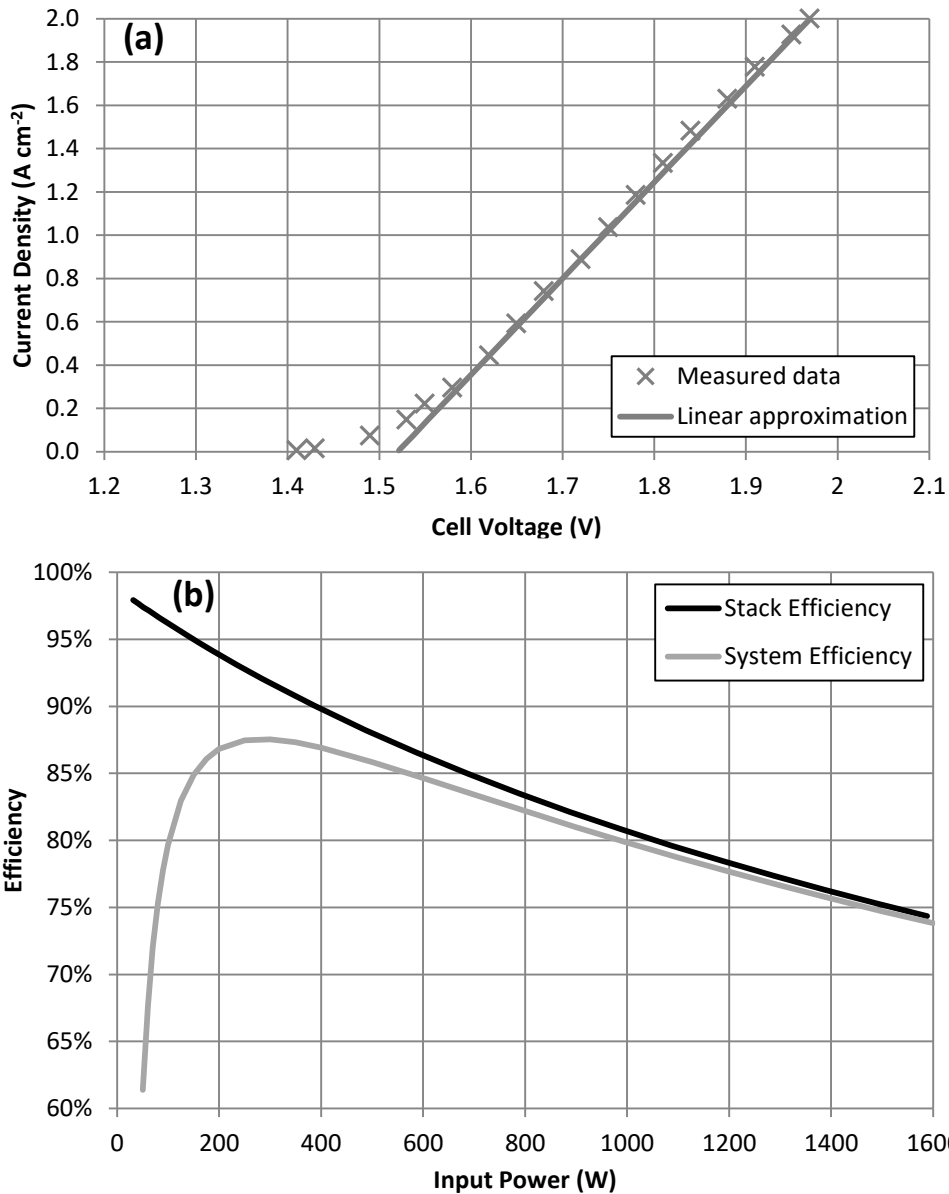 (a)
Current Density (A cm-2)
2.0
1.8
1.6
1.4
1.2
1.0
0.8
0.6
0.4
0.2
0.0
Measured data
Linear approximation
1.2 1.3 1.4 1.5 1.6 1.7 1.8 1.9 2 2.1
Cell Voltage (V)
(b)
Efficiency
100%
95%
90%
85%
80%
75%
70%
65%
60%
Stack Efficiency
System Efficiency
0 200 400 600 800 1000 1200 1400 160
Input Power (W)